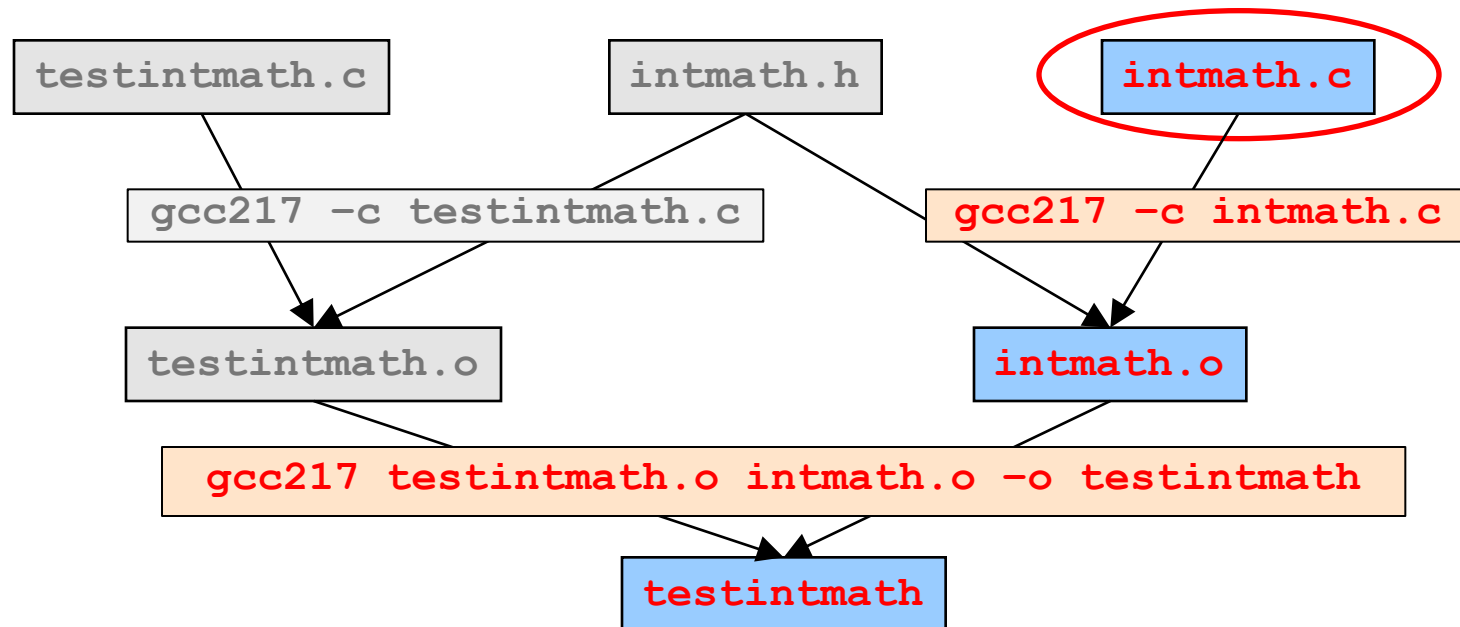 testintmath.c
intmath.h
intmath.c
gcc217 –c testintmath.c
gcc217 –c intmath.c
testintmath.o
intmath.o
gcc217 testintmath.o intmath.o –o testintmath
testintmath